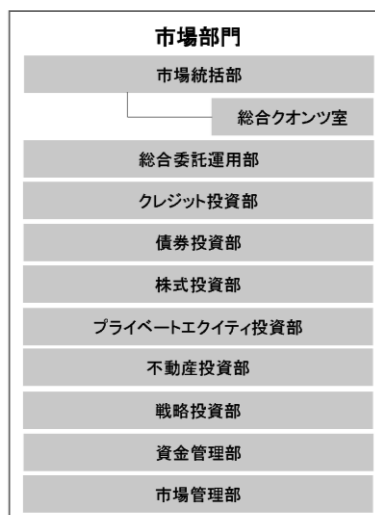 市場部門
市場統括部
総合クオンツ室
総合委託運用部
クレジット投資部
債券投資部
株式投資部
プライベートエクイティ投資部
不動産投資部
戦略投資部
資金管理部
市場管理部